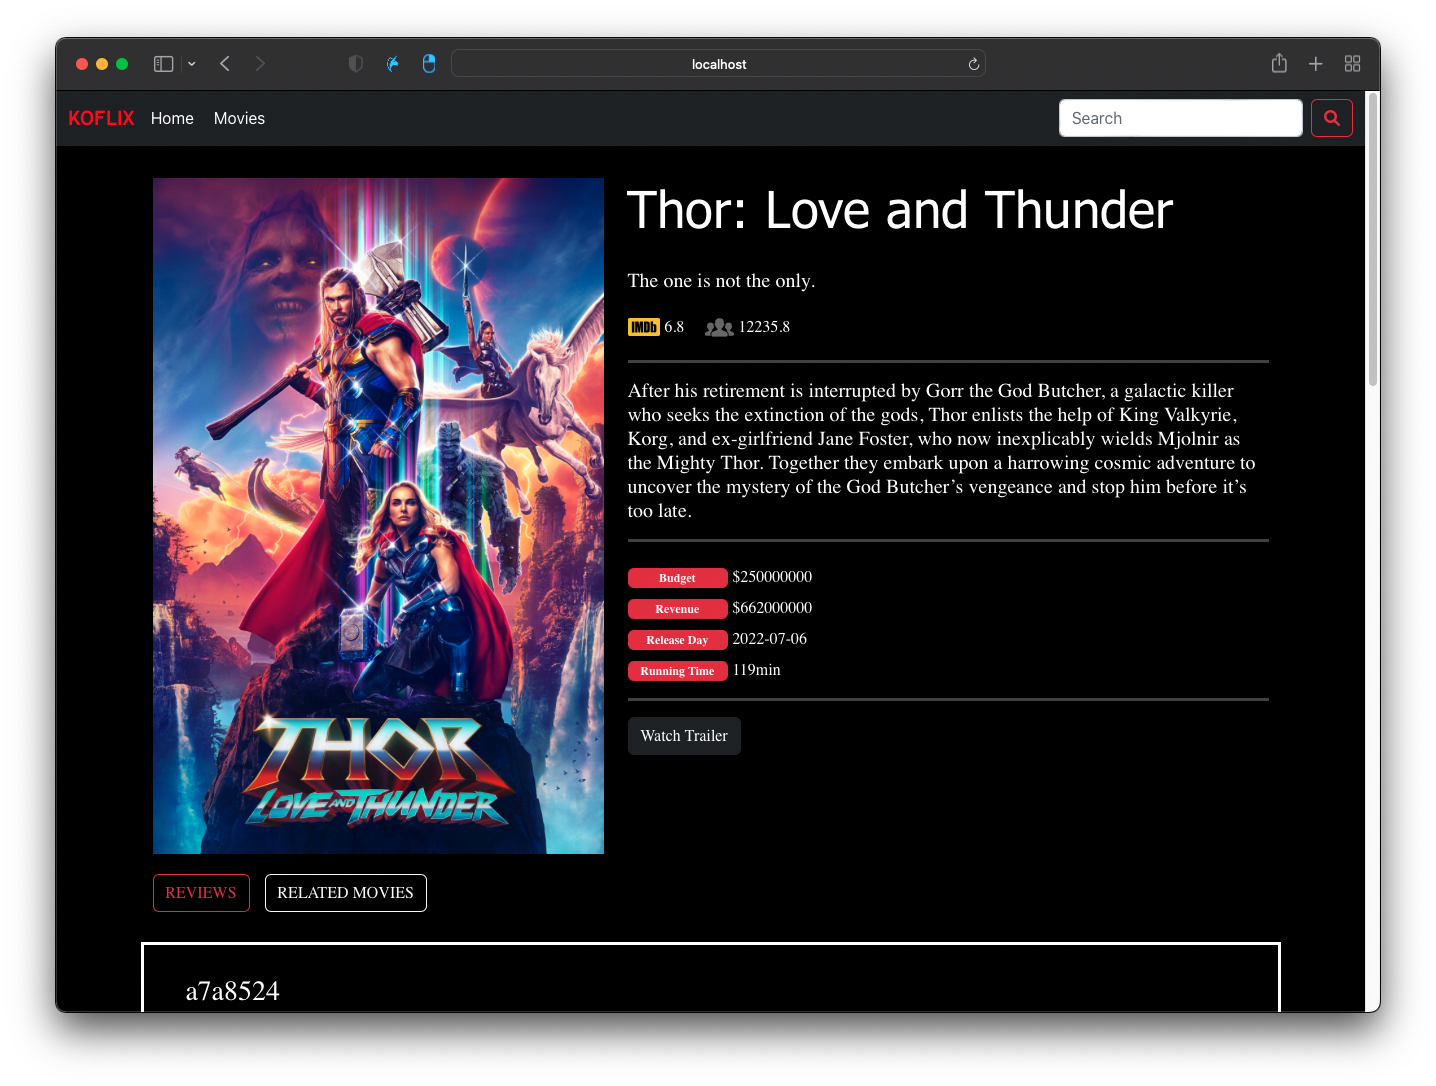 localhost
KOFLIX Home Movies Search
Thor: Love and Thunder
The one is not the only.
IMDb 6.8 12235.8
After his retirement is interrupted by Gorr the God Butcher, a galactic killer
who seeks the extinction of the gods, Thor enlists the help of King Valkyrie,
Korg, and ex-girlfriend Jane Foster, who now inexplicably wields Mjolnir as
the Mighty Thor. Together they embark upon a harrowing cosmic adventure to
uncover the mystery of the God Butcher’s vengeance and stop him before it’s
too late.
Budget $250000000
Revenue $662000000
Release Day 2022-07-06
Running Time 119min
Watch Trailer
THOR
LOVE AND THUNDER
REVIEWS RELATED MOVIES
a7a8524